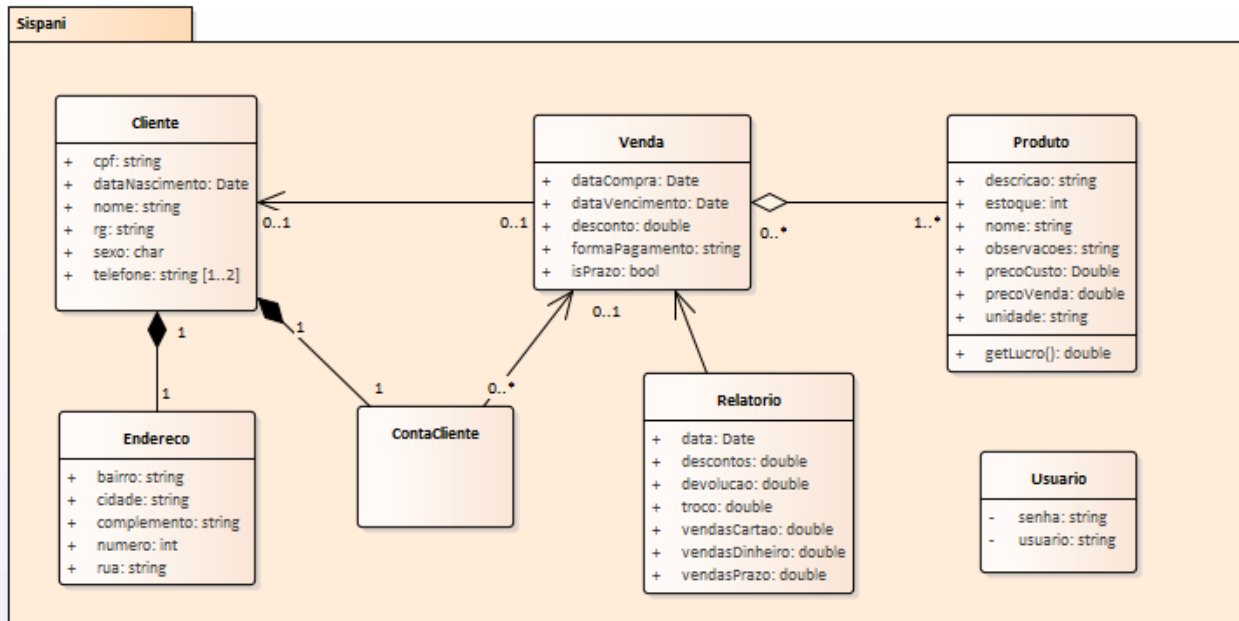 Sispani
Cliente
+ cpf: string
+ dataNascimento: Date
+ nome: string
+ rg: string
+ sexo: char
+ telefone: string [1..2]
0..1
0..1
Venda
+ dataCompra: Date
+ dataVencimento: Date
+ desconto: double
+ formaPagamento: string
+ isPrazo: bool
0..*
1..*
Produto
+ descricao: string
+ estoque: int
+ nome: string
+ observacoes: string
+ precoCusto: Double
+ precoVenda: double
+ unidade: string
+ getLucro(): double
1
1
1
1
0..*
0..1
Endereco
+ bairro: string
+ cidade: string
+ complemento: string
+ numero: int
+ rua: string
ContaCliente
Relatorio
+ data: Date
+ descontos: double
+ devolucao: double
+ troco: double
+ vendasCartao: double
+ vendasDinheiro: double
+ vendasPrazo: double
Usuario
- senha: string
- usuario: string